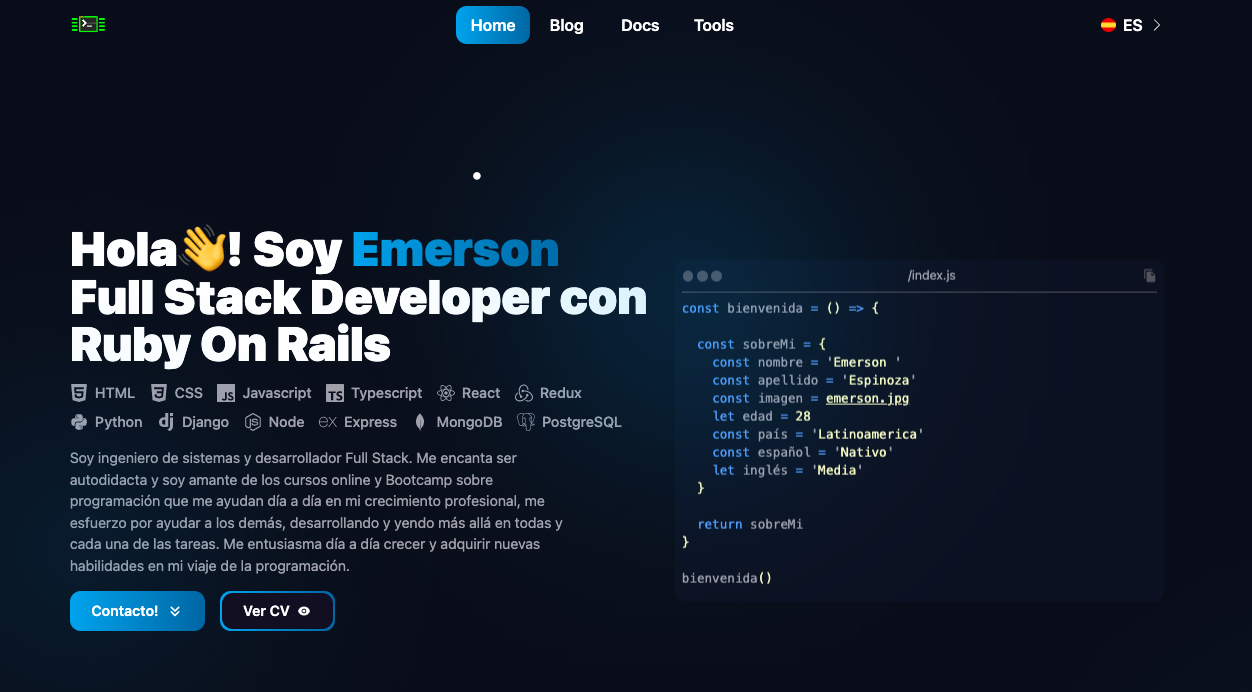 Home Blog Docs Tools ES
Hola👋! Soy Emerson
Full Stack Developer con
Ruby On Rails
HTML CSS JS Javascript TS Typescript React Redux
Python dj Django Node EX Express MongoDB PostgreSQL
Soy ingeniero de sistemas y desarrollador Full Stack. Me encanta ser
autodidacta y soy amante de los cursos online y Bootcamp sobre
programación que me ayudan día a día en mi crecimiento profesional, me
esfuerzo por ayudar a los demás, desarrollando y yendo más allá en todas y
cada una de las tareas. Me entusiasma día a día crecer y adquirir nuevas
habilidades en mi viaje de la programación.
Contacto! Ver CV
/index.js
const bienvenida = () => {
const sobreMi = {
const nombre = 'Emerson '
const apellido = 'Espinoza'
const imagen = emerson.jpg
let edad = 28
const país = 'Latinoamerica'
const español = 'Nativo'
let inglés = 'Media'
}
return sobreMi
}
bienvenida()